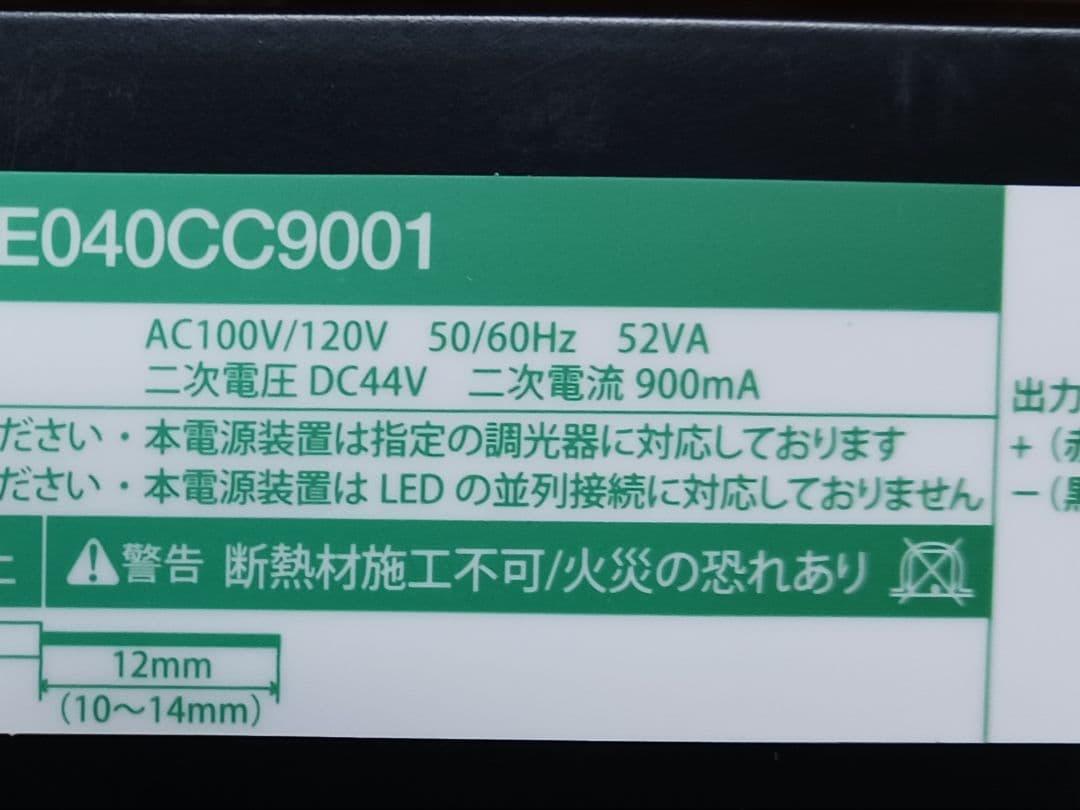 E040CC9001
AC100V/120V 50/60Hz 52VA
二次電圧 DC44V 二次電流 900mA
ださい・本電源装置は指定の調光器に対応しております
ださい・本電源装置は LED の並列接続に対応しておりません
警告 断熱材施工不可/火災の恐れあり
12mm
(10〜14mm)
出力
+（赤
−（黒